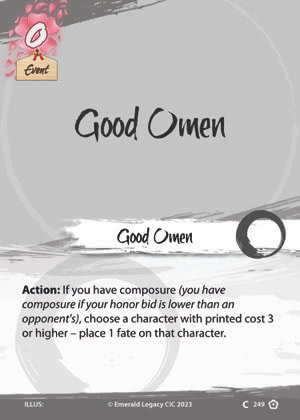 0
Event
Good Omen
Good Omen
Action: If you have composure (you have
composure if your honor bid is lower than an
opponent's), choose a character with printed cost 3
or higher – place 1 fate on that character.
ILLUS: © Emerald Legacy CIC 2023 C 249